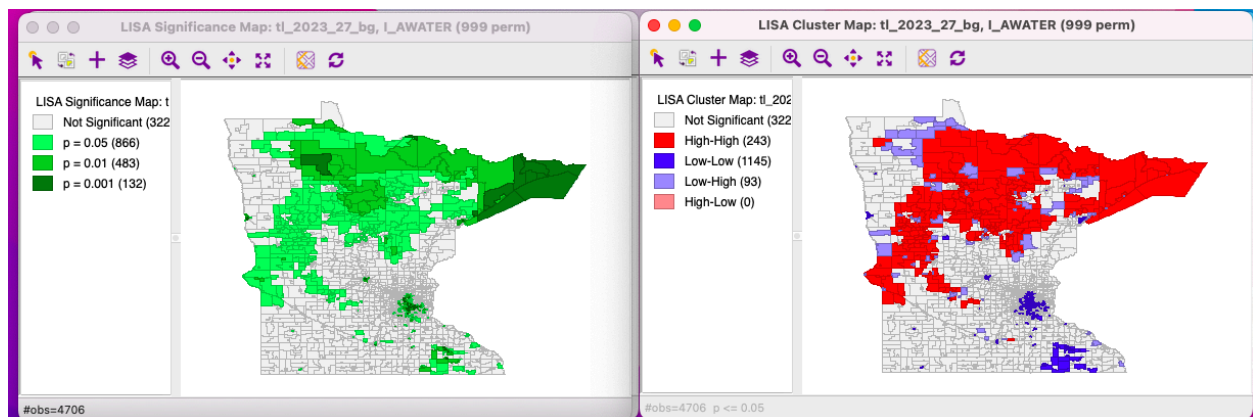 LISA Significance Map: tl_2023_27_bg, I_AWATER (999 perm)
LISA Significance Map: t
Not Significant (322
p = 0.05 (866)
p = 0.01 (483)
p = 0.001 (132)
#obs=4706
LISA Cluster Map: tl_2023_27_bg, I_AWATER (999 perm)
LISA Cluster Map: tl_202
Not Significant (322
High-High (243)
Low-Low (1145)
Low-High (93)
High-Low (0)
#obs=4706 p <= 0.05